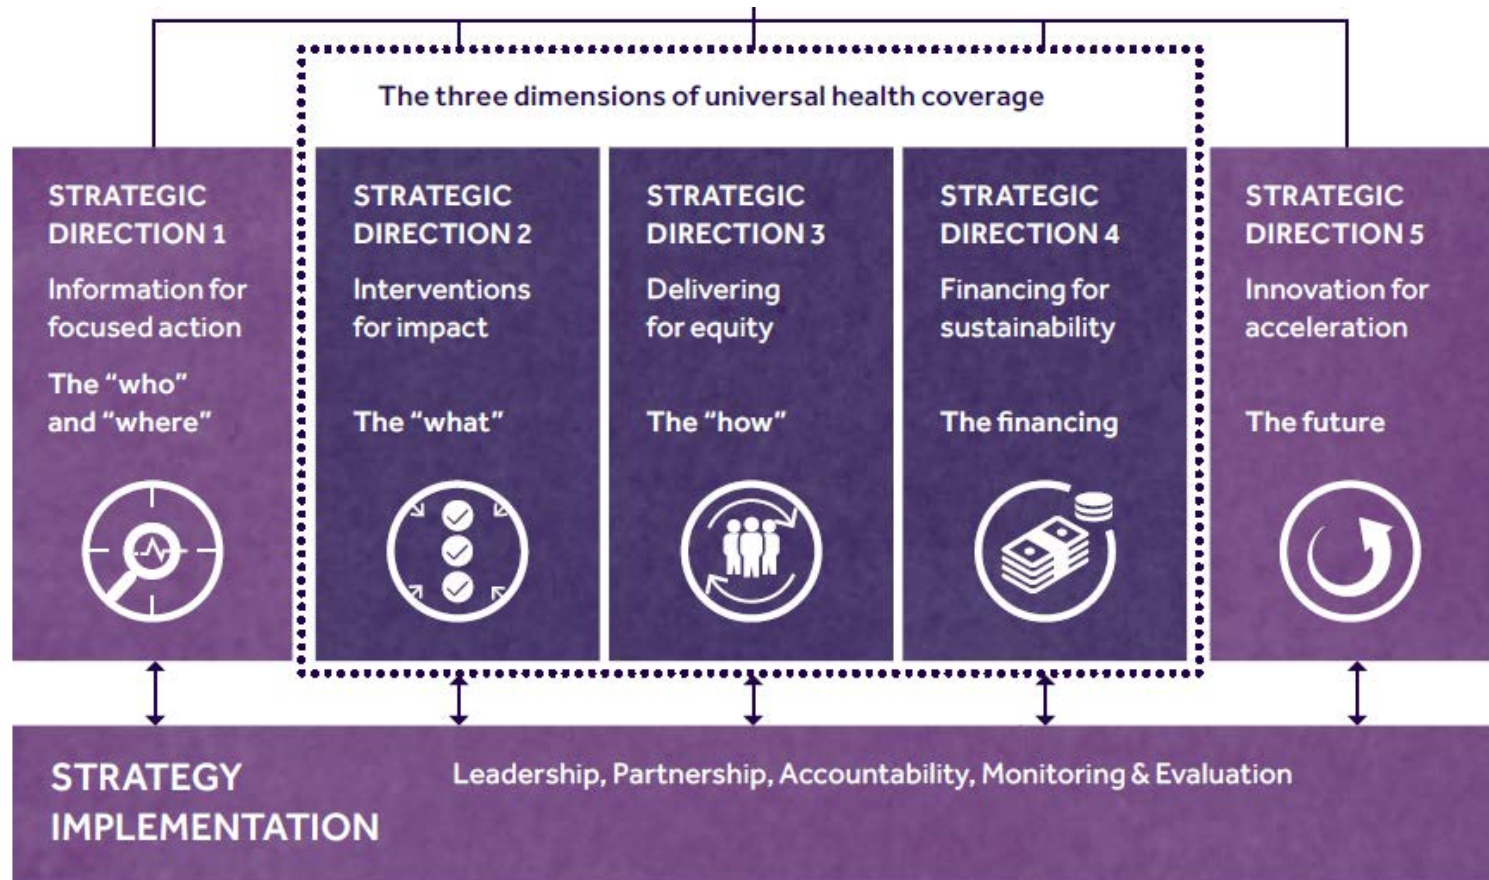 The three dimensions of universal health coverage
STRATEGIC
DIRECTION 1
Information for
focused action
The “who”
and “where”
STRATEGIC
DIRECTION 2
Interventions
for impact
The “what”
STRATEGIC
DIRECTION 3
Delivering
for equity
The “how”
STRATEGIC
DIRECTION 4
Financing for
sustainability
The financing
STRATEGIC
DIRECTION 5
Innovation for
acceleration
The future
STRATEGY
IMPLEMENTATION
Leadership, Partnership, Accountability, Monitoring & Evaluation